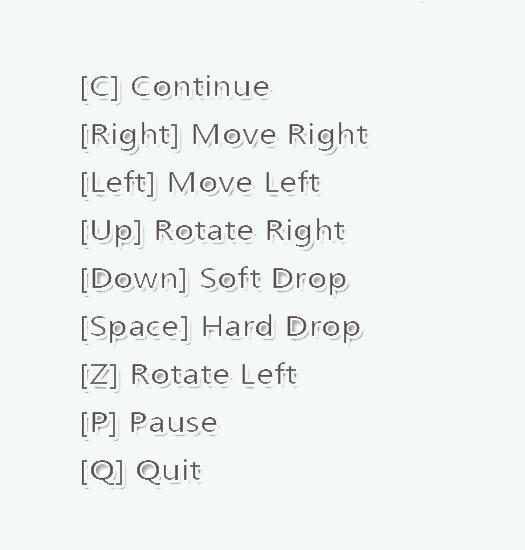 [C] Continue
[Right] Move Right
[Left] Move Left
[Up] Rotate Right
[Down] Soft Drop
[Space] Hard Drop
[Z] Rotate Left
[P] Pause
[Q] Quit